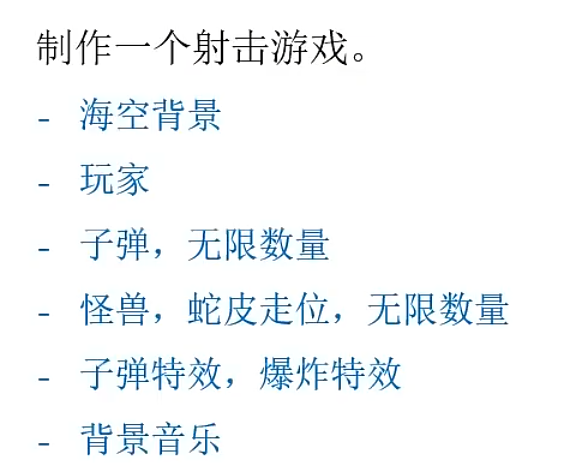 制作一个射击游戏。
- 海空背景
- 玩家
- 子弹，无限数量
- 怪兽，蛇皮走位，无限数量
- 子弹特效，爆炸特效
- 背景音乐